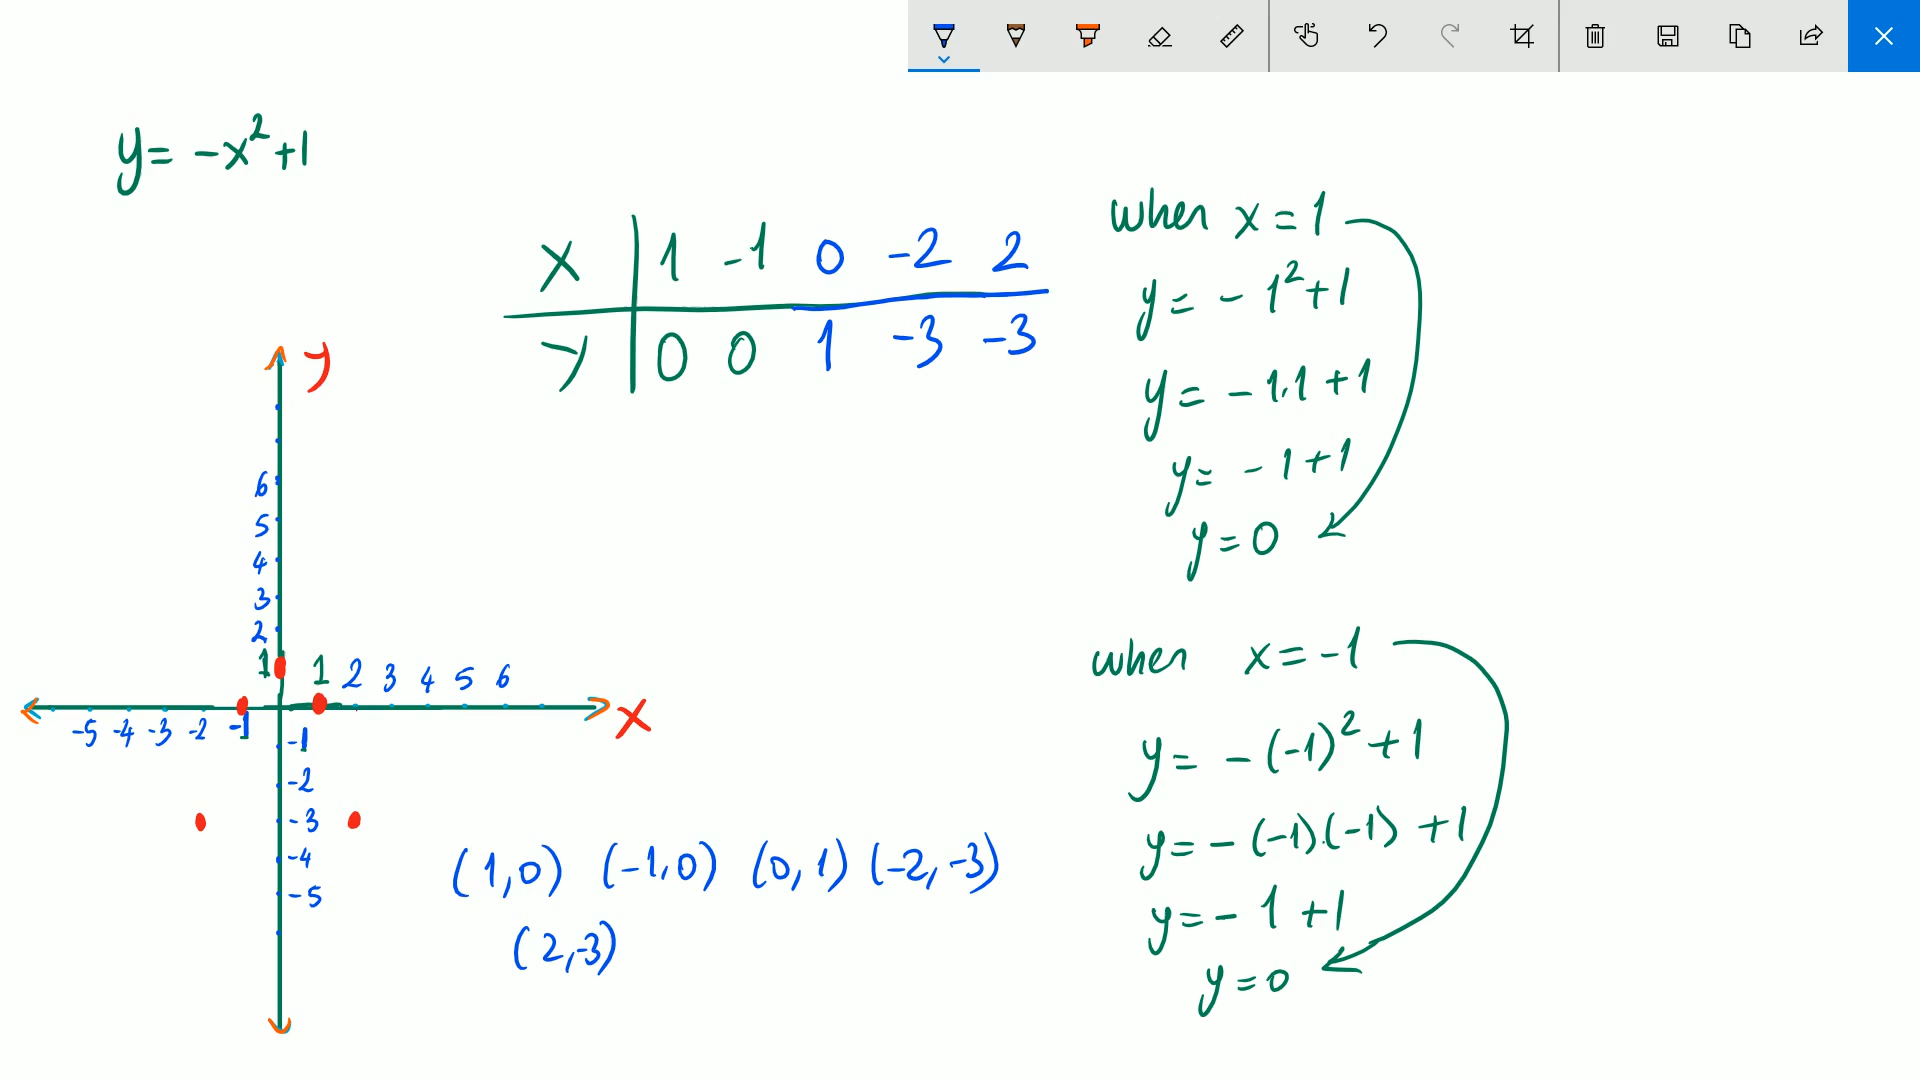 y = -x²+1
x | 1 -1 0 -2 2
y | 0 0 1 -3 -3
when x = 1
y = - 1²+1
y = - 1.1 +1
y = - 1 +1
y = 0
when x = -1
y = - (-1)² +1
y = - (-1).(-1) +1
y = - 1 +1
y = 0
y
6
5
4
3
2
1
1 2 3 4 5 6
x
-5 -4 -3 -2 -1
-1
-2
-3
-4
-5
(1,0) (-1,0) (0,1) (-2,-3)
(2,-3)